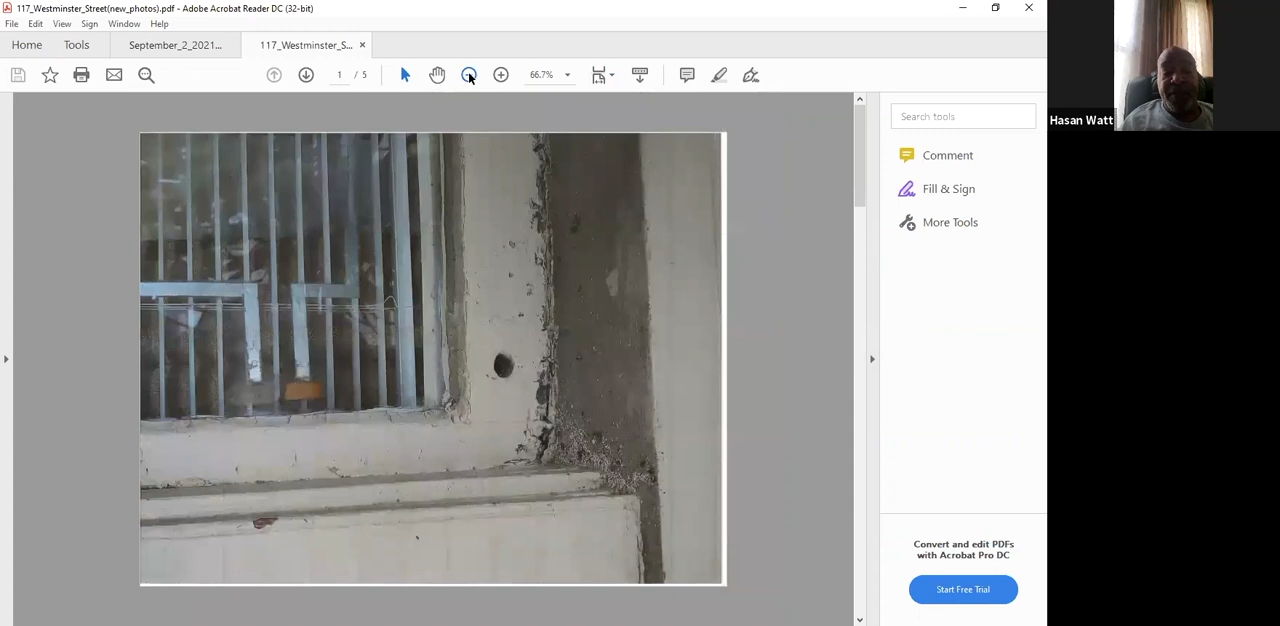 117_Westminster_Street(new_photos).pdf - Adobe Acrobat Reader DC (32-bit)
File Edit View Sign Window Help
Home Tools September_2_2021... 117_Westminster_S... ×
1 / 5 66.7%
Search tools
Comment
Fill & Sign
More Tools
Convert and edit PDFs
with Acrobat Pro DC
Start Free Trial
Hasan Watt